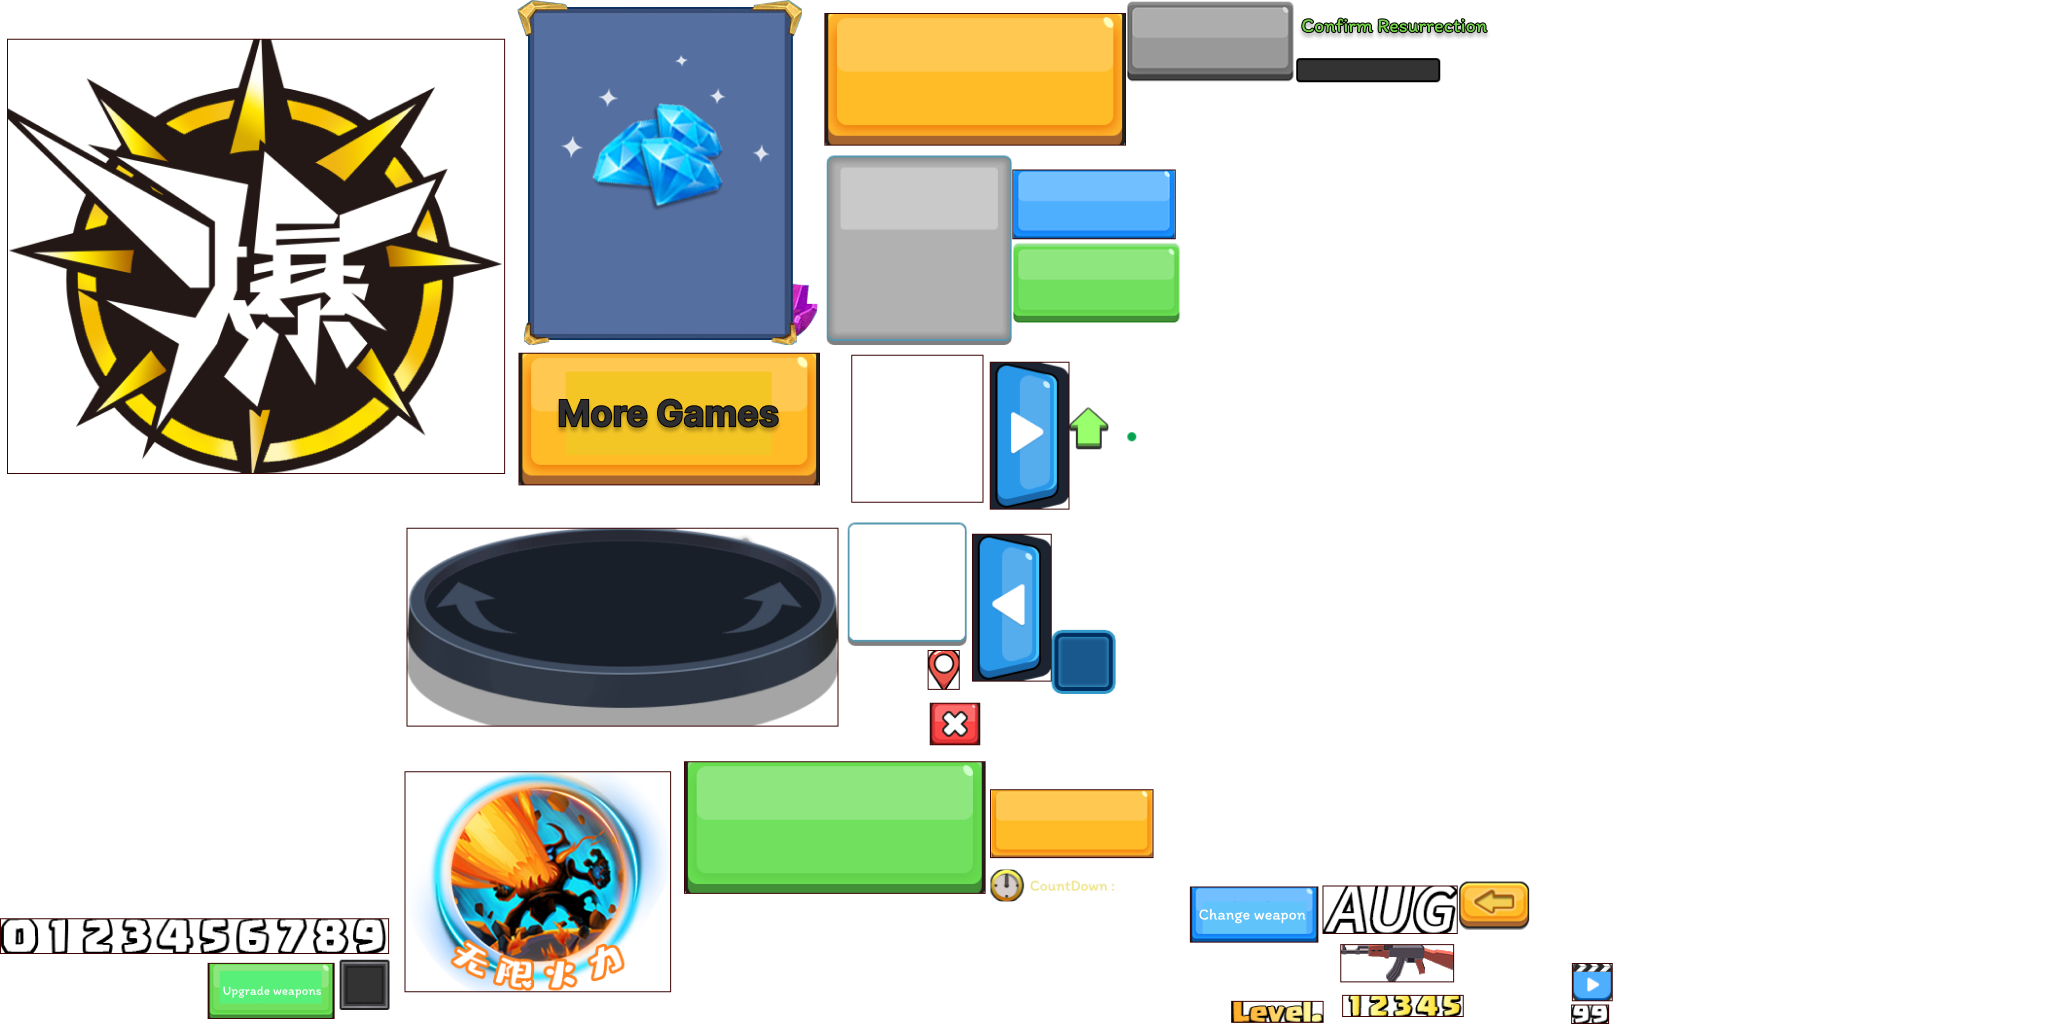 Confirm Resurrection
爆
More Games
CountDown :
无限火力
0123456789
Upgrade weapons
Change weapon
AUG
Level.
12345
99